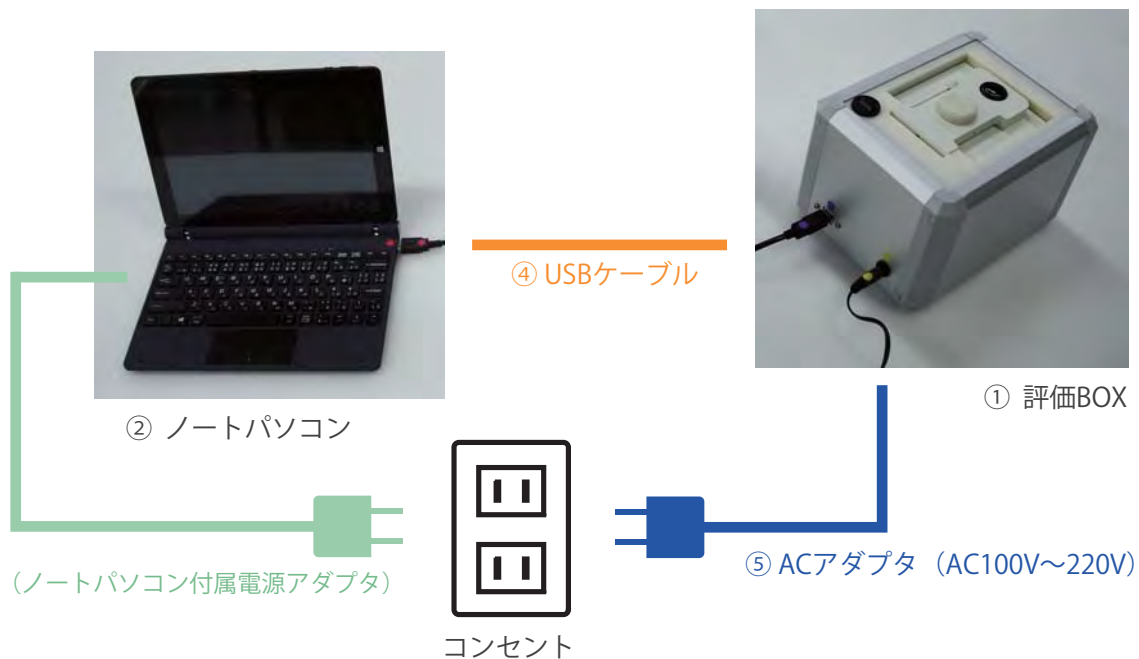 ④ USBケーブル
① 評価BOX
② ノートパソコン
⑤ ACアダプタ（AC100V～220V）
（ノートパソコン付属電源アダプタ）
コンセント